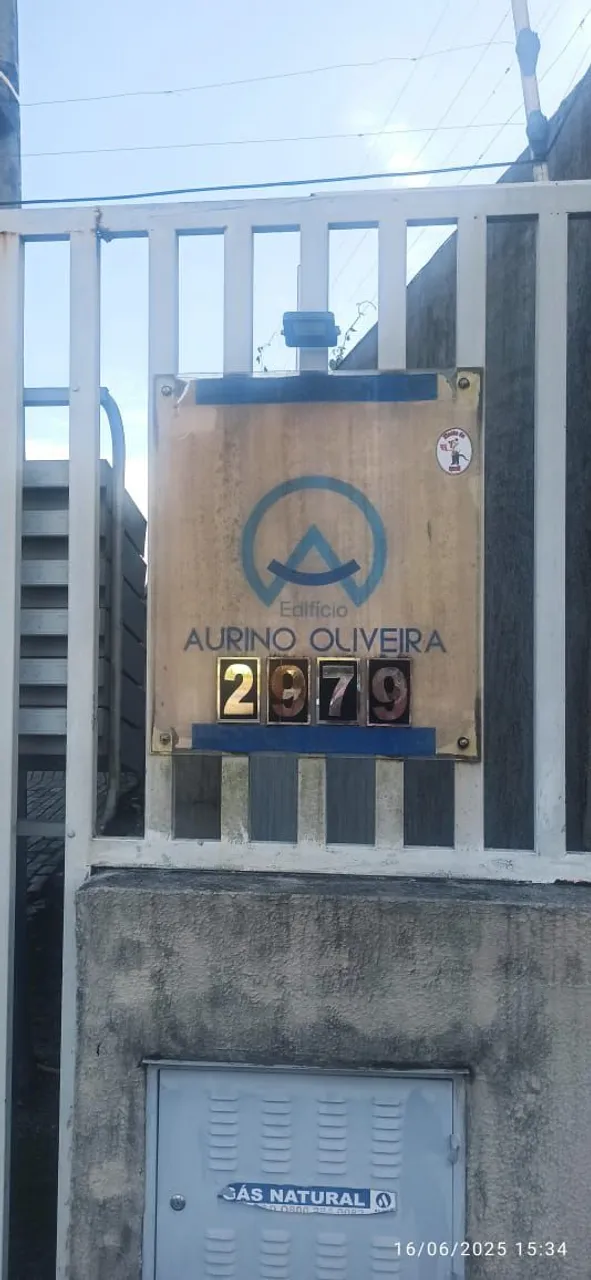 Edifício
AURINO OLIVEIRA
2979
GÁS NATURAL
16/06/2025 15:34